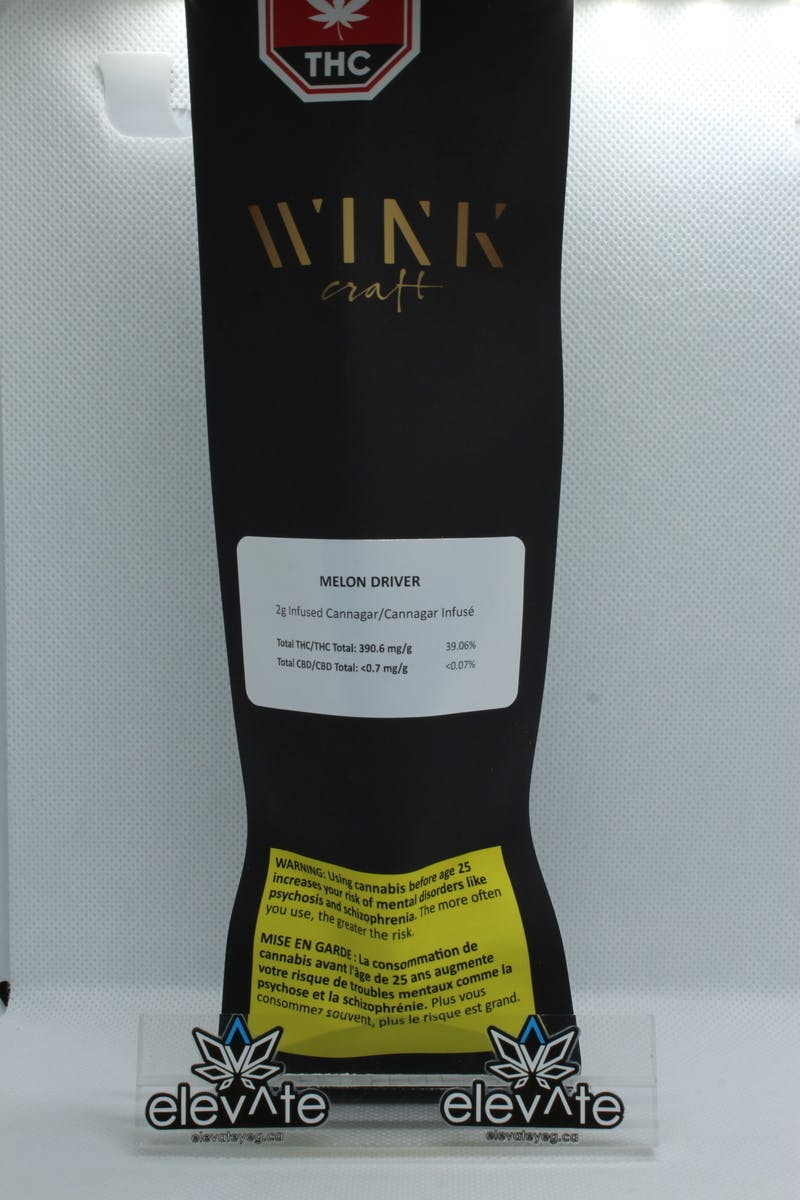 THC
WINK
craft
MELON DRIVER
2g Infused Cannagar/Cannagar Infusé
Total THC/THC Total: 390.6 mg/g 39.06%
Total CBD/CBD Total: <0.7 mg/g <0.07%
WARNING: Using cannabis before age 25
increases your risk of mental disorders like
psychosis and schizophrenia. The more often
you use, the greater the risk.
MISE EN GARDE : La consommation de
cannabis avant l'âge de 25 ans augmente
votre risque de troubles mentaux comme la
psychose et la schizophrénie. Plus vous
consommez souvent, plus le risque est grand.
elevate elevate
elevateyeg.ca elevateyeg.ca